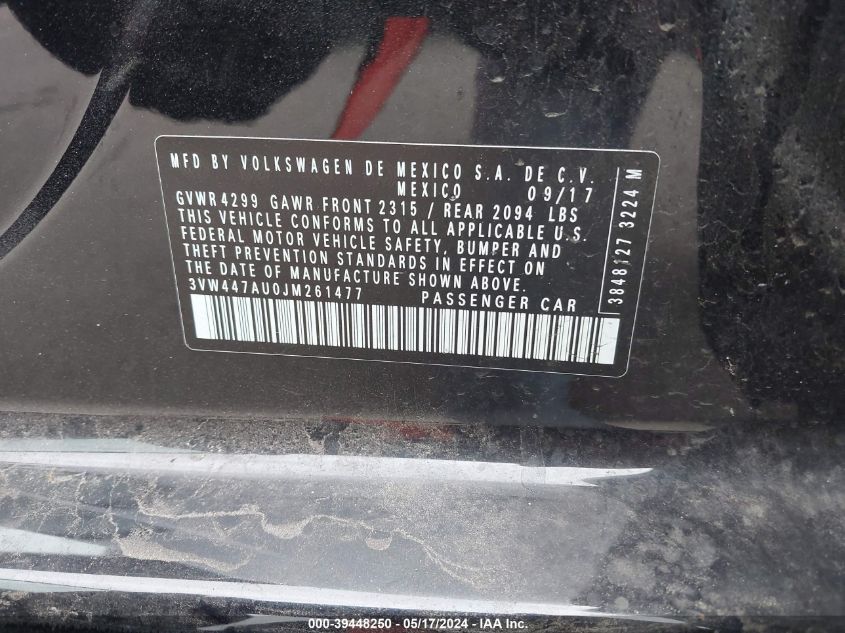 MFD BY VOLKSWAGEN DE MEXICO S.A. DE C.V.
MEXICO 09/17
GVWR 4299 GAWR FRONT 2315 / REAR 2094 LBS
THIS VEHICLE CONFORMS TO ALL APPLICABLE U.S.
FEDERAL MOTOR VEHICLE SAFETY, BUMPER AND
THEFT PREVENTION STANDARDS IN EFFECT ON
THE DATE OF MANUFACTURE SHOWN ABOVE.
3VW447AU0JM261477 PASSENGER CAR
3848127 3224 M
000-39448250 - 05/17/2024 - IAA, Inc.